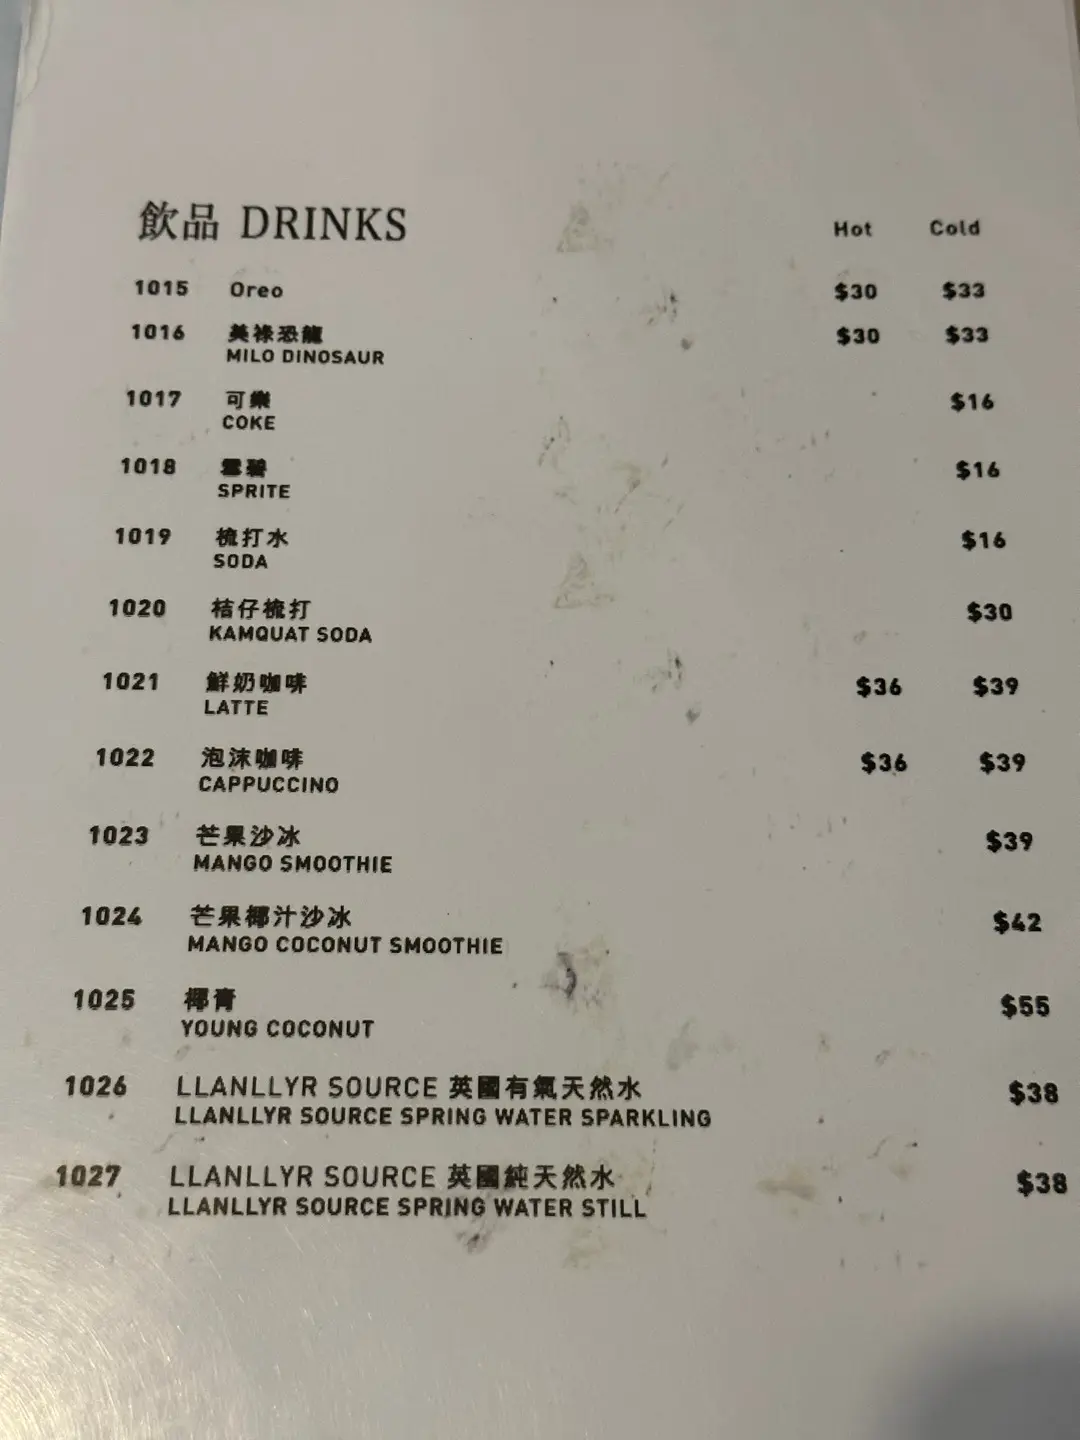 飲品 DRINKS Hot Cold
1015 Oreo $30 $33
1016 美祿恐龍 $30 $33
MILO DINOSAUR
1017 可樂 $16
COKE
1018 雪碧 $16
SPRITE
1019 梳打水 $16
SODA
1020 桔仔梳打 $30
KAMQUAT SODA
1021 鮮奶咖啡 $36 $39
LATTE
1022 泡沫咖啡 $36 $39
CAPPUCCINO
1023 芒果沙冰 $39
MANGO SMOOTHIE
1024 芒果椰汁沙冰 $42
MANGO COCONUT SMOOTHIE
1025 椰青 $55
YOUNG COCONUT
1026 LLANLLYR SOURCE 英國有氣天然水 $38
LLANLLYR SOURCE SPRING WATER SPARKLING
1027 LLANLLYR SOURCE 英國純天然水 $38
LLANLLYR SOURCE SPRING WATER STILL